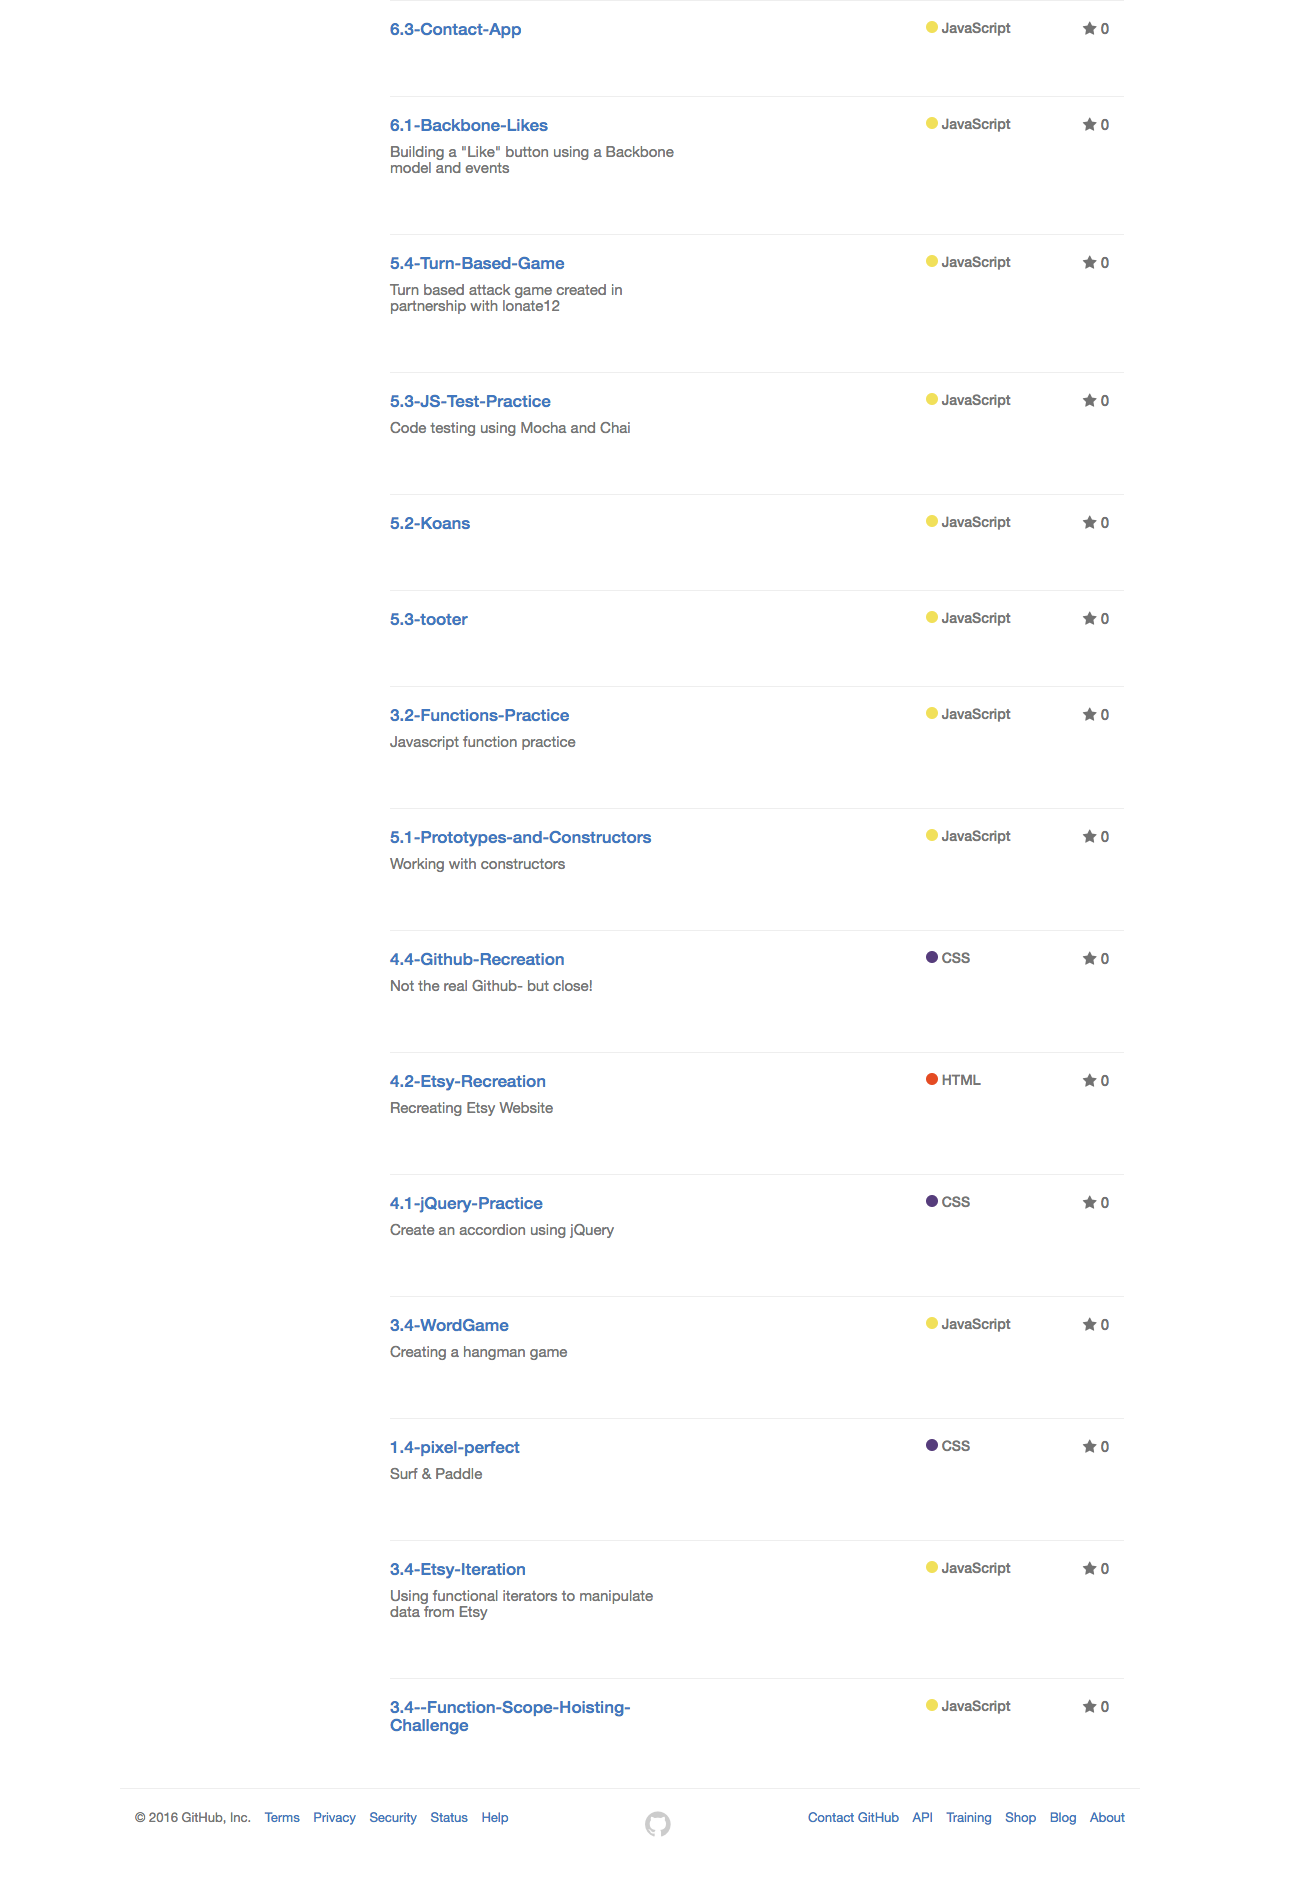 6.3-Contact-App JavaScript 0
6.1-Backbone-Likes JavaScript 0
Building a "Like" button using a Backbone
model and events
5.4-Turn-Based-Game JavaScript 0
Turn based attack game created in
partnership with lonate12
5.3-JS-Test-Practice JavaScript 0
Code testing using Mocha and Chai
5.2-Koans JavaScript 0
5.3-tooter JavaScript 0
3.2-Functions-Practice JavaScript 0
Javascript function practice
5.1-Prototypes-and-Constructors JavaScript 0
Working with constructors
4.4-Github-Recreation CSS 0
Not the real Github- but close!
4.2-Etsy-Recreation HTML 0
Recreating Etsy Website
4.1-jQuery-Practice CSS 0
Create an accordion using jQuery
3.4-WordGame JavaScript 0
Creating a hangman game
1.4-pixel-perfect CSS 0
Surf & Paddle
3.4-Etsy-Iteration JavaScript 0
Using functional iterators to manipulate
data from Etsy
3.4--Function-Scope-Hoisting- JavaScript 0
Challenge
© 2016 GitHub, Inc. Terms Privacy Security Status Help Contact GitHub API Training Shop Blog About